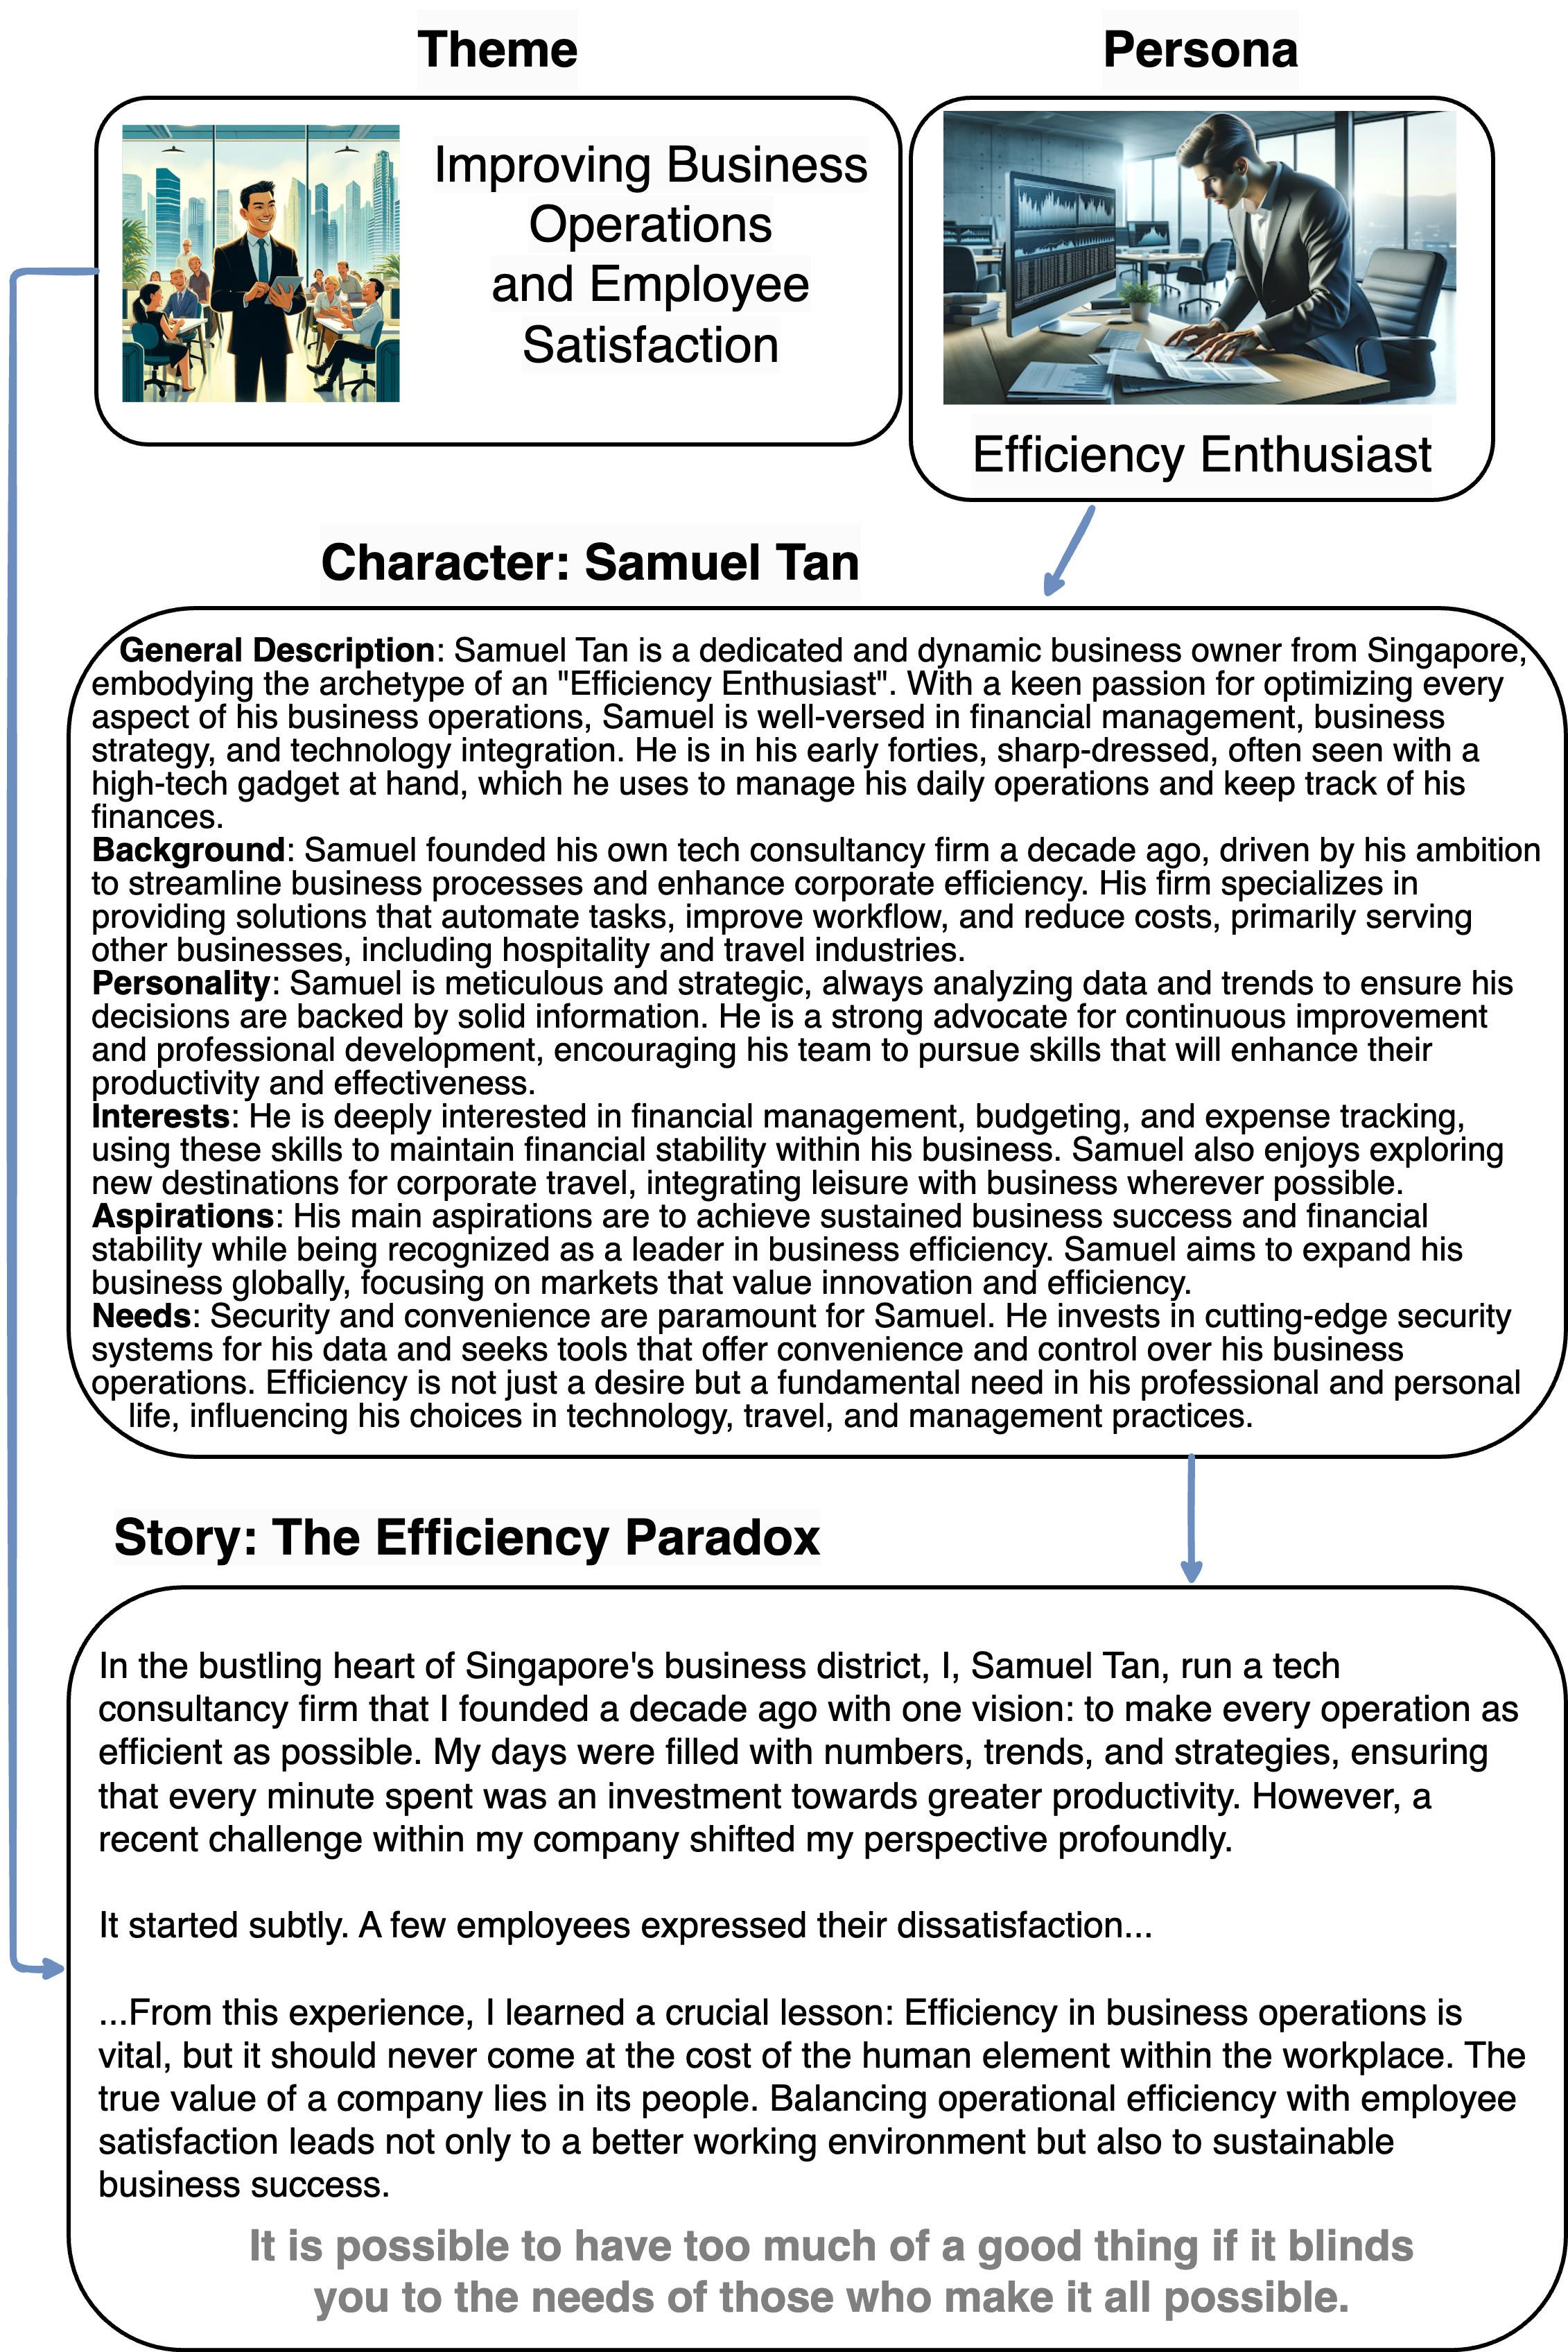 Theme
Persona
Improving Business
Operations
and Employee
Satisfaction
Efficiency Enthusiast
Character: Samuel Tan
General Description: Samuel Tan is a dedicated and dynamic business owner from Singapore,
embodying the archetype of an "Efficiency Enthusiast". With a keen passion for optimizing every
aspect of his business operations, Samuel is well-versed in financial management, business
strategy, and technology integration. He is in his early forties, sharp-dressed, often seen with a
high-tech gadget at hand, which he uses to manage his daily operations and keep track of his
finances.
Background: Samuel founded his own tech consultancy firm a decade ago, driven by his ambition
to streamline business processes and enhance corporate efficiency. His firm specializes in
providing solutions that automate tasks, improve workflow, and reduce costs, primarily serving
other businesses, including hospitality and travel industries.
Personality: Samuel is meticulous and strategic, always analyzing data and trends to ensure his
decisions are backed by solid information. He is a strong advocate for continuous improvement
and professional development, encouraging his team to pursue skills that will enhance their
productivity and effectiveness.
Interests: He is deeply interested in financial management, budgeting, and expense tracking,
using these skills to maintain financial stability within his business. Samuel also enjoys exploring
new destinations for corporate travel, integrating leisure with business wherever possible.
Aspirations: His main aspirations are to achieve sustained business success and financial
stability while being recognized as a leader in business efficiency. Samuel aims to expand his
business globally, focusing on markets that value innovation and efficiency.
Needs: Security and convenience are paramount for Samuel. He invests in cutting-edge security
systems for his data and seeks tools that offer convenience and control over his business
operations. Efficiency is not just a desire but a fundamental need in his professional and personal
life, influencing his choices in technology, travel, and management practices.
Story: The Efficiency Paradox
In the bustling heart of Singapore's business district, I, Samuel Tan, run a tech
consultancy firm that I founded a decade ago with one vision: to make every operation as
efficient as possible. My days were filled with numbers, trends, and strategies, ensuring
that every minute spent was an investment towards greater productivity. However, a
recent challenge within my company shifted my perspective profoundly.
It started subtly. A few employees expressed their dissatisfaction...
...From this experience, I learned a crucial lesson: Efficiency in business operations is
vital, but it should never come at the cost of the human element within the workplace. The
true value of a company lies in its people. Balancing operational efficiency with employee
satisfaction leads not only to a better working environment but also to sustainable
business success.
It is possible to have too much of a good thing if it blinds
you to the needs of those who make it all possible.